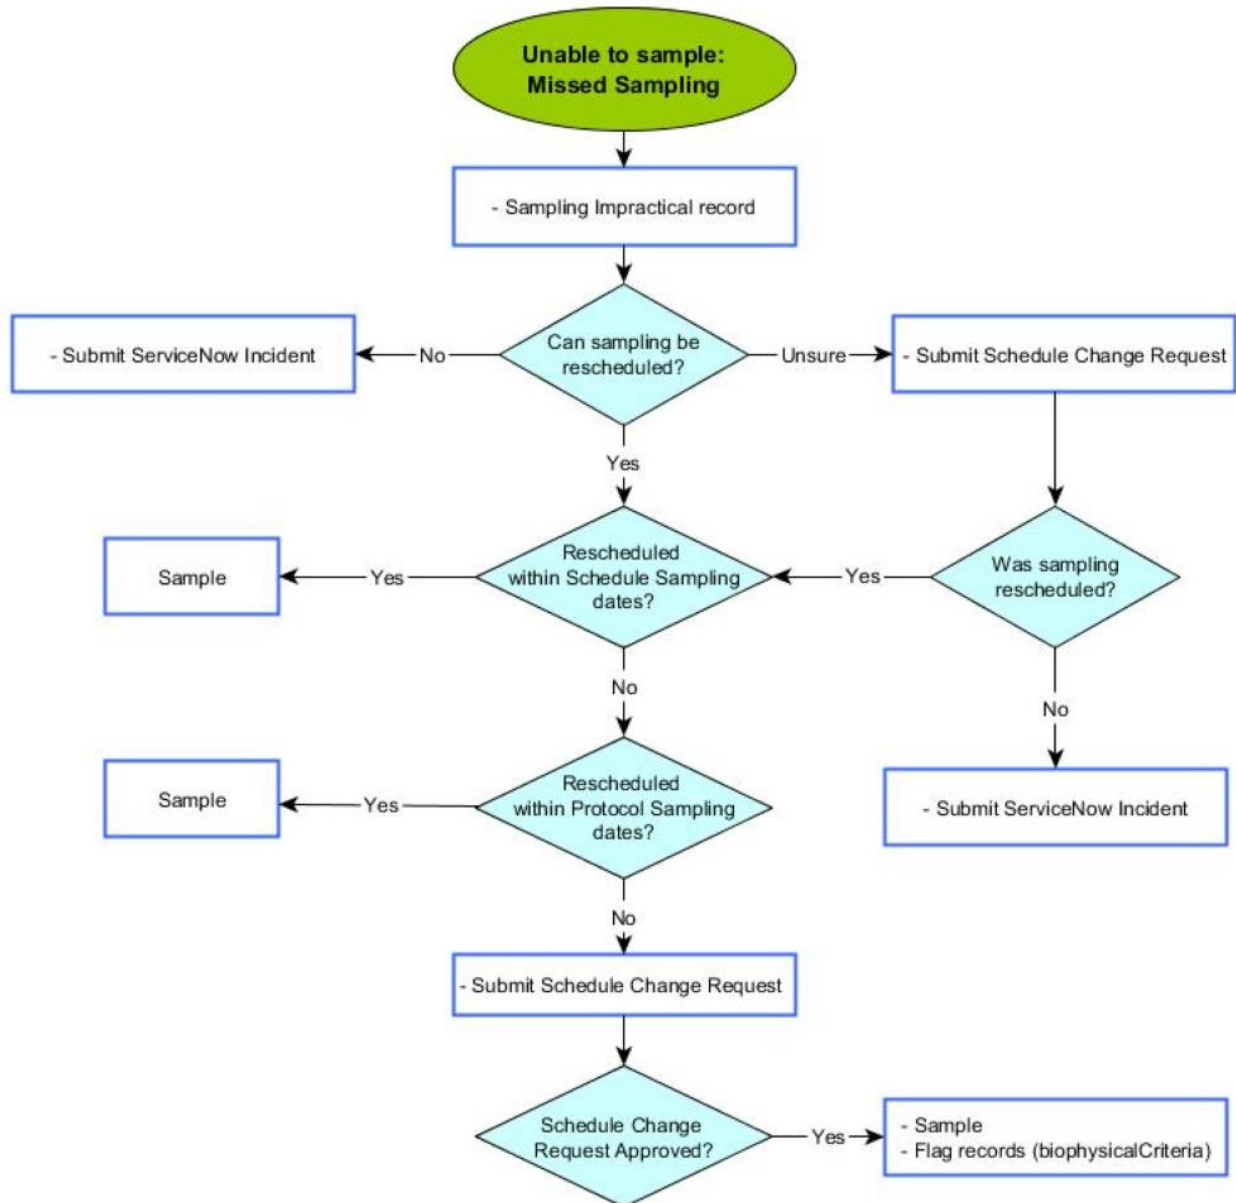 Unable to sample:
Missed Sampling
- Sampling Impractical record
Can sampling be
rescheduled?
No
- Submit ServiceNow Incident
Unsure
- Submit Schedule Change Request
Yes
Rescheduled
within Schedule Sampling
dates?
Yes
Sample
Yes
Was sampling
rescheduled?
No
No
- Submit ServiceNow Incident
Rescheduled
within Protocol Sampling
dates?
Yes
Sample
No
- Submit Schedule Change Request
Schedule Change
Request Approved?
Yes
- Sample
- Flag records (biophysicalCriteria)